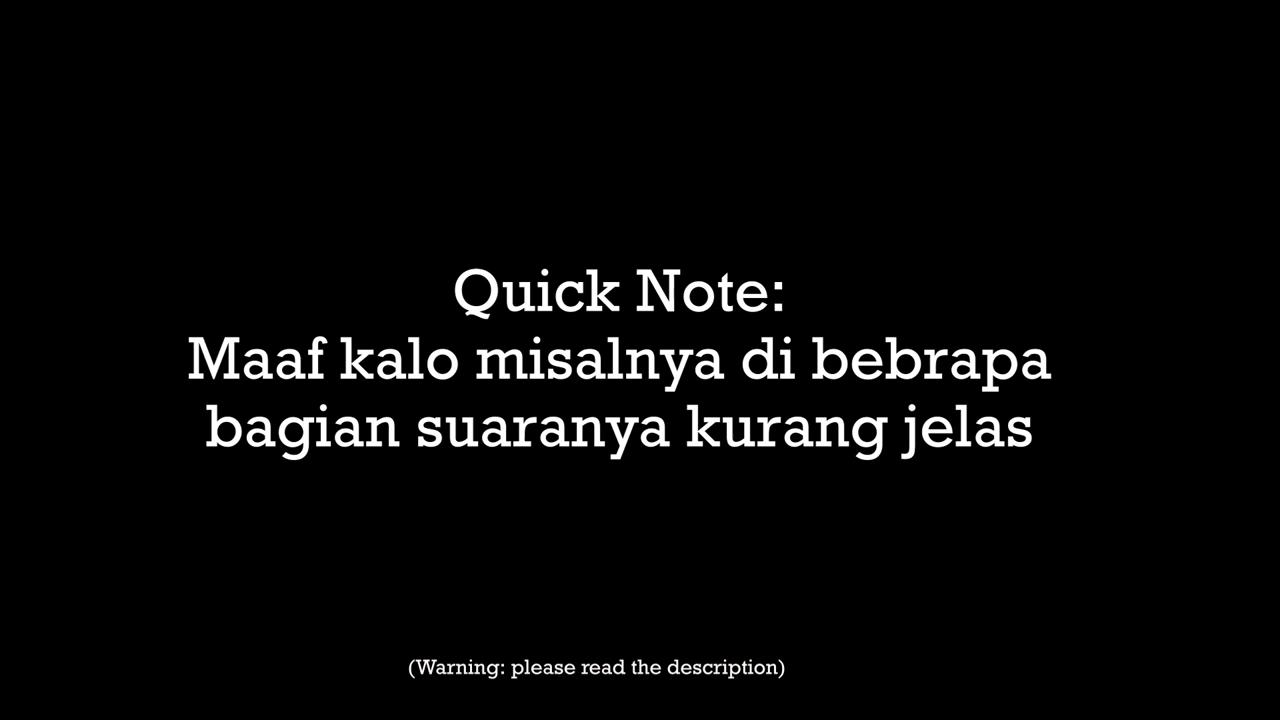 Quick Note:
Maaf kalo misalnya di bebrapa
bagian suaranya kurang jelas
(Warning: please read the description)